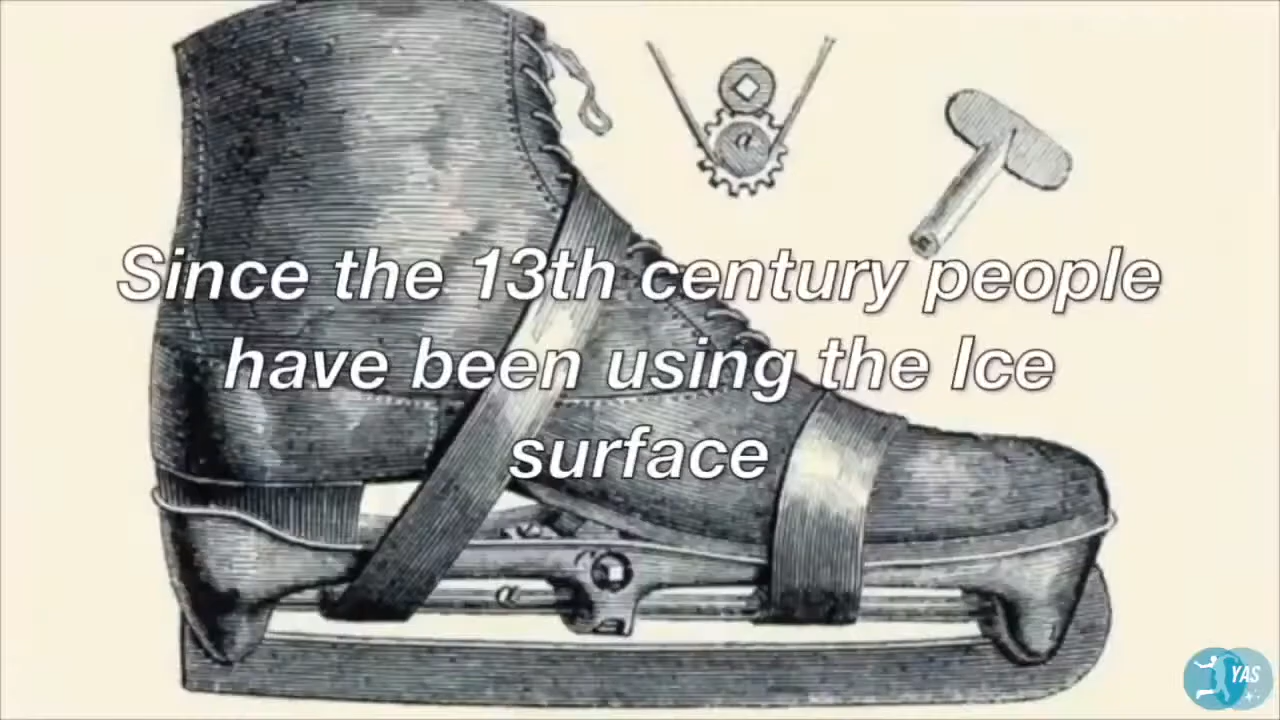 a
Since the 13th century people
have been using the Ice
surface
a
YAS